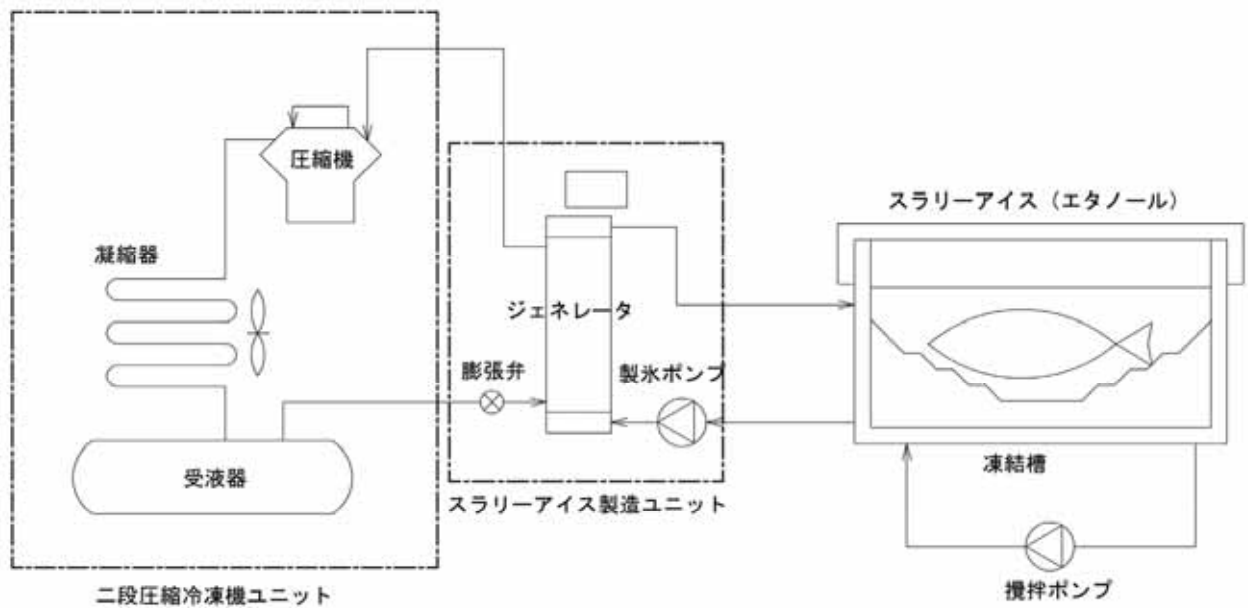 圧縮機
凝縮器
受液器
二段圧縮冷凍機ユニット
ジェネレータ
膨張弁
製氷ポンプ
スラリーアイス製造ユニット
スラリーアイス（エタノール）
凍結槽
攪拌ポンプ